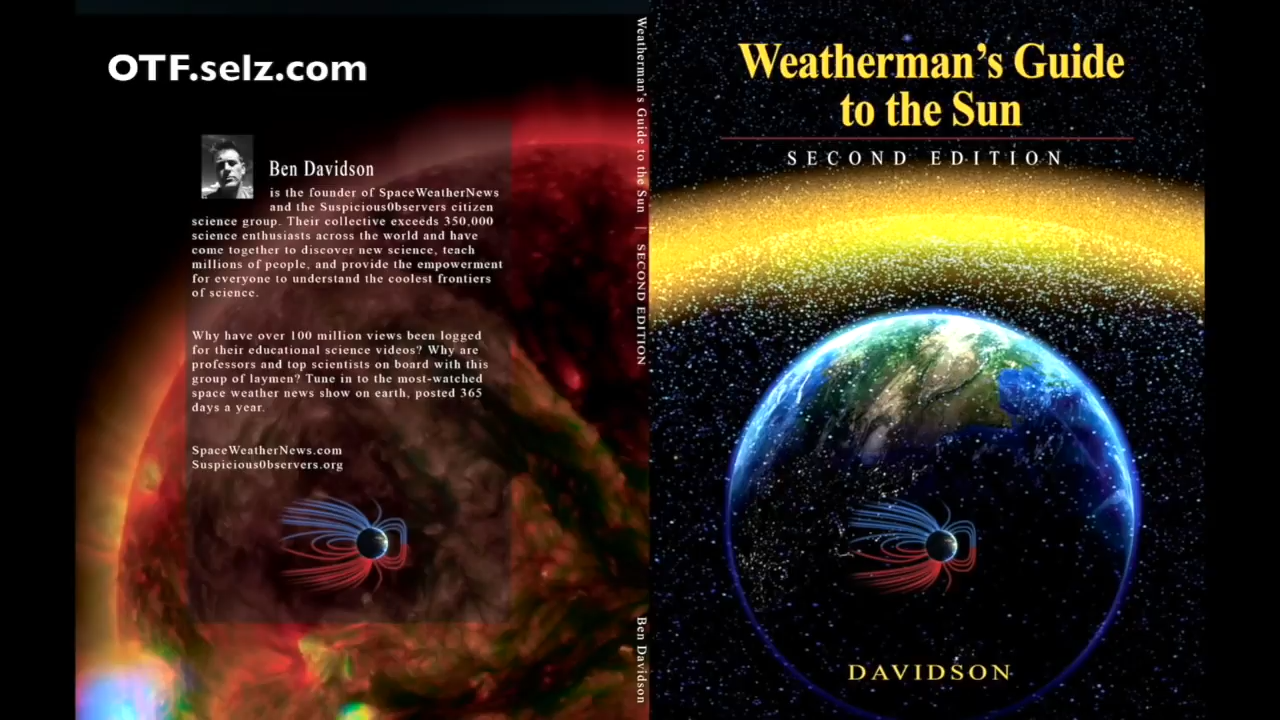 OTF.selz.com
Ben Davidson
is the founder of SpaceWeatherNews
and the Suspicious0bservers citizen
science group. Their collective exceeds 350,000
science enthusiasts across the world and have
come together to discover new science, teach
millions of people, and provide the empowerment
for everyone to understand the coolest frontiers
of science.
Why have over 100 million views been logged
for their educational science videos? Why are
professors and top scientists on board with this
group of laymen? Tune in to the most-watched
space weather news show on earth, posted 365
days a year.
SpaceWeatherNews.com
Suspicious0bservers.org
Weatherman's Guide to the Sun | SECOND EDITION
Ben Davidson
Weatherman's Guide
to the Sun
SECOND EDITION
DAVIDSON